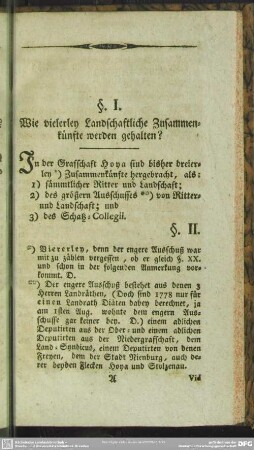 §. I.
Wie vielerley Landschaftliche Zusammen-
künfte werden gehalten?
In der Grafschaft Hoya sind bisher dreier-
ley *) Zusammenkünfte hergebracht, als:
1) sämmtlicher Ritter und Landschaft;
2) des größern Ausschusses **) von Ritter-
und Landschaft; und
3) des Schatz-Collegii.
§. II.
*) Viererley, denn der engere Ausschuß war
mit zu zählen vergessen, ob er gleich §. XX.
und schon in der folgenden Anmerkung vor-
kommt. D.
**) Der engere Ausschuß bestehet aus denen 3
Herren Landräthen, (Doch sind 1778 nur für
einen Landrath Diäten dabey berechnet, ja
am 1sten Aug. wohnte dem engern Aus-
schusse gar keiner bey. D.) einem adlichen
Deputirten aus der Ober- und einem adlichen
Deputirten aus der Niedergrafschaft, dem
Land-Syndicus, einem Deputirten von denen
Freyen, dem der Stadt Nienburg, auch de-
rer beyden Flecken Hoya und Stolzenau.
A Vid